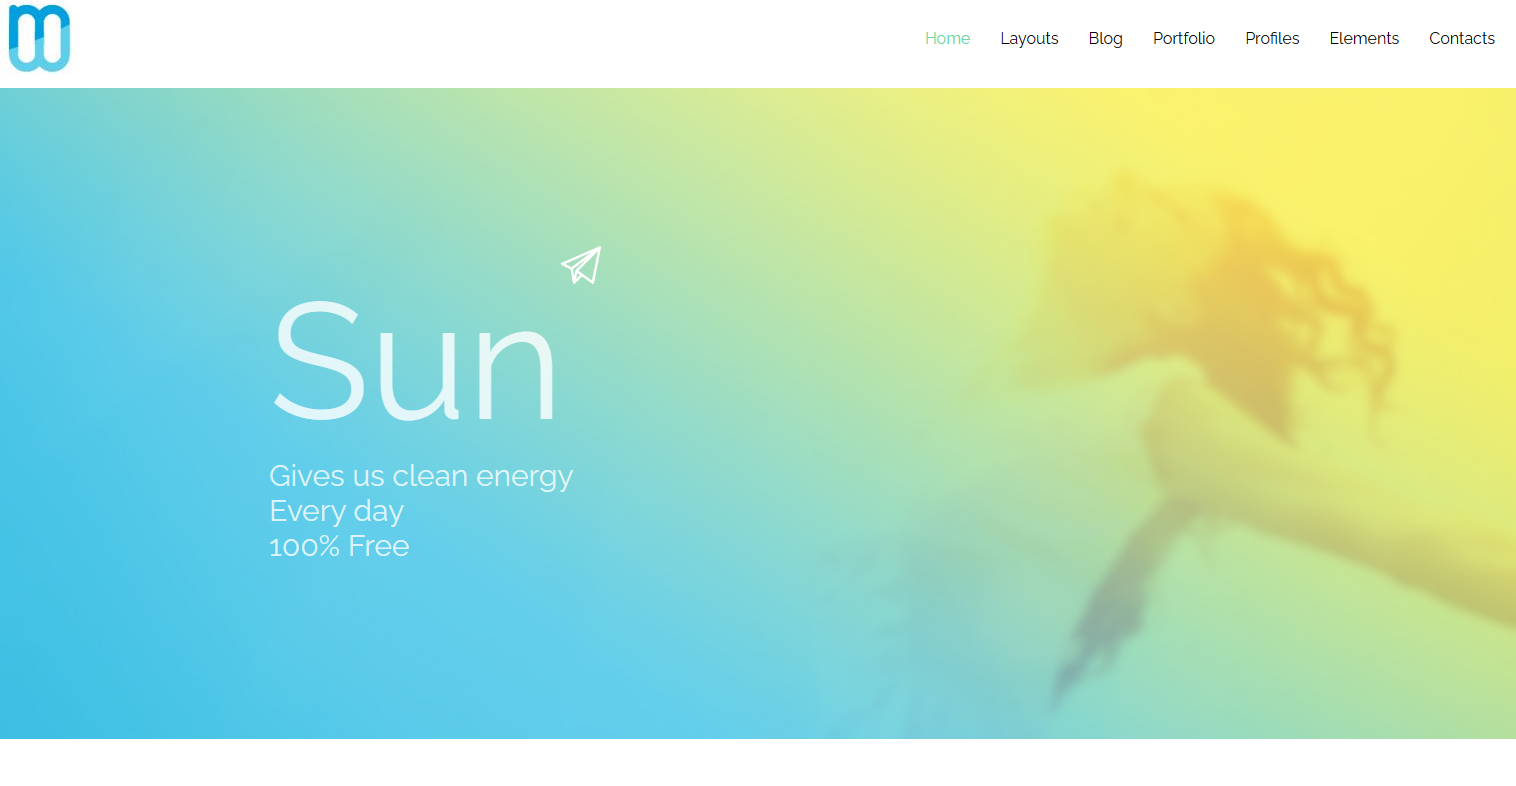 Home Layouts Blog Portfolio Profiles Elements Contacts
Sun
Gives us clean energy
Every day
100% Free